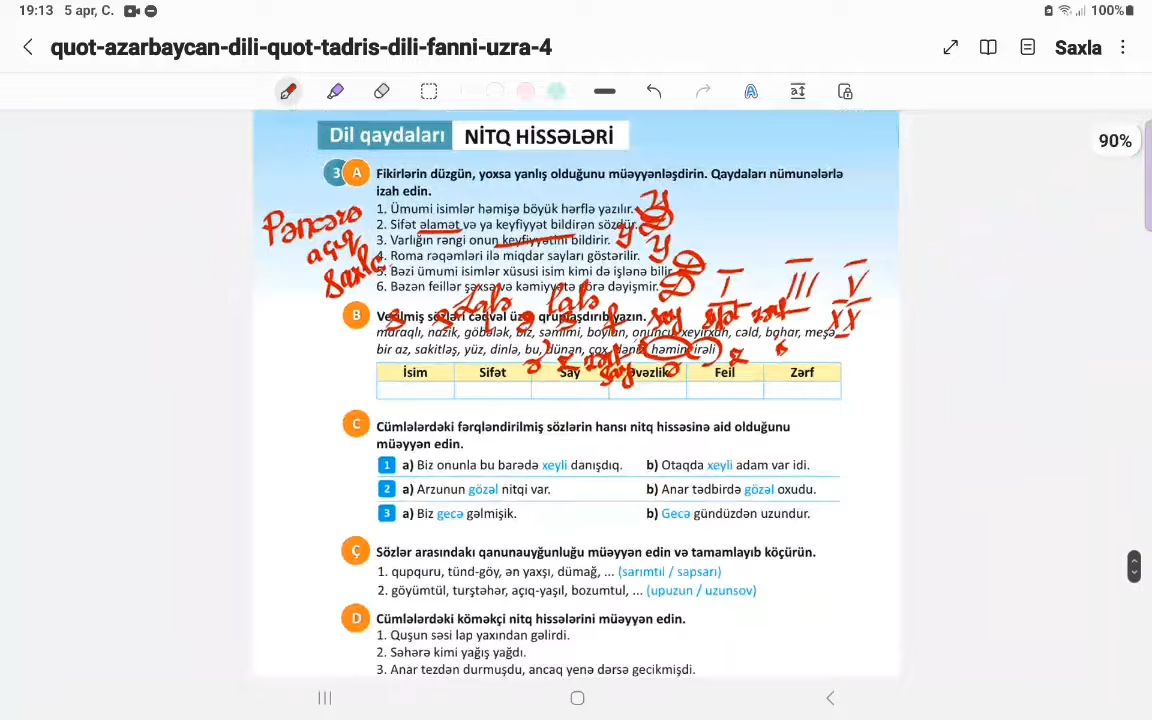 19:13 5 apr, C.
100%
quot-azarbaycan-dili-quot-tadris-dili-fanni-uzra-4
Saxla
90%
Dil qaydaları NİTQ HİSSƏLƏRİ
3 A Fikirlərin düzgün, yoxsa yanlış olduğunu müəyyənləşdirin. Qaydaları nümunələrlə
izah edin.
1. Ümumi isimlər həmişə böyük hərflə yazılır. Y
2. Sifət əlamət və ya keyfiyyət bildirən sözdür.
3. Varlığın rəngi onun keyfiyyətini bildirir. y
4. Roma rəqəmləri ilə miqdar sayları göstərilir. Y
5. Bəzi ümumi isimlər xüsusi isim kimi də işlənə bilir.
6. Bəzən feillər şəxsə və kəmiyyətə görə dəyişmir. D
Pəncərə
açıq
saxla
I III V
XX
B Verilmiş sözləri cədvəl üzrə qruplaşdırıb yazın.
say sifət zərf
maraqlı, nazik, göbələk, biz, səmimi, boylan, onuncu, xeyirxah, cəld, bahar, meşə,
bir az, sakitləş, yüz, dinlə, bu, dünən, çox, dəniz, həmin, irəli
zərf
say
İsim Sifət Say Əvəzlik Feil Zərf
C Cümlələrdəki fərqləndirilmiş sözlərin hansı nitq hissəsinə aid olduğunu
müəyyən edin.
1 a) Biz onunla bu barədə xeyli danışdıq. b) Otaqda xeyli adam var idi.
2 a) Arzunun gözəl nitqi var. b) Anar tədbirdə gözəl oxudu.
3 a) Biz gecə gəlmişik. b) Gecə gündüzdən uzundur.
Ç Sözlər arasındakı qanunauyğunluğu müəyyən edin və tamamlayıb köçürün.
1. qupquru, tünd-göy, ən yaxşı, dümağ, ... (sarımtıl / sapsarı)
2. göyümtül, turştəhər, açıq-yaşıl, bozumtul, ... (upuzun / uzunsov)
D Cümlələrdəki köməkçi nitq hissələrini müəyyən edin.
1. Quşun səsi lap yaxından gəlirdi.
2. Səhərə kimi yağış yağdı.
3. Anar tezdən durmuşdu, ancaq yenə dərsə gecikmişdi.